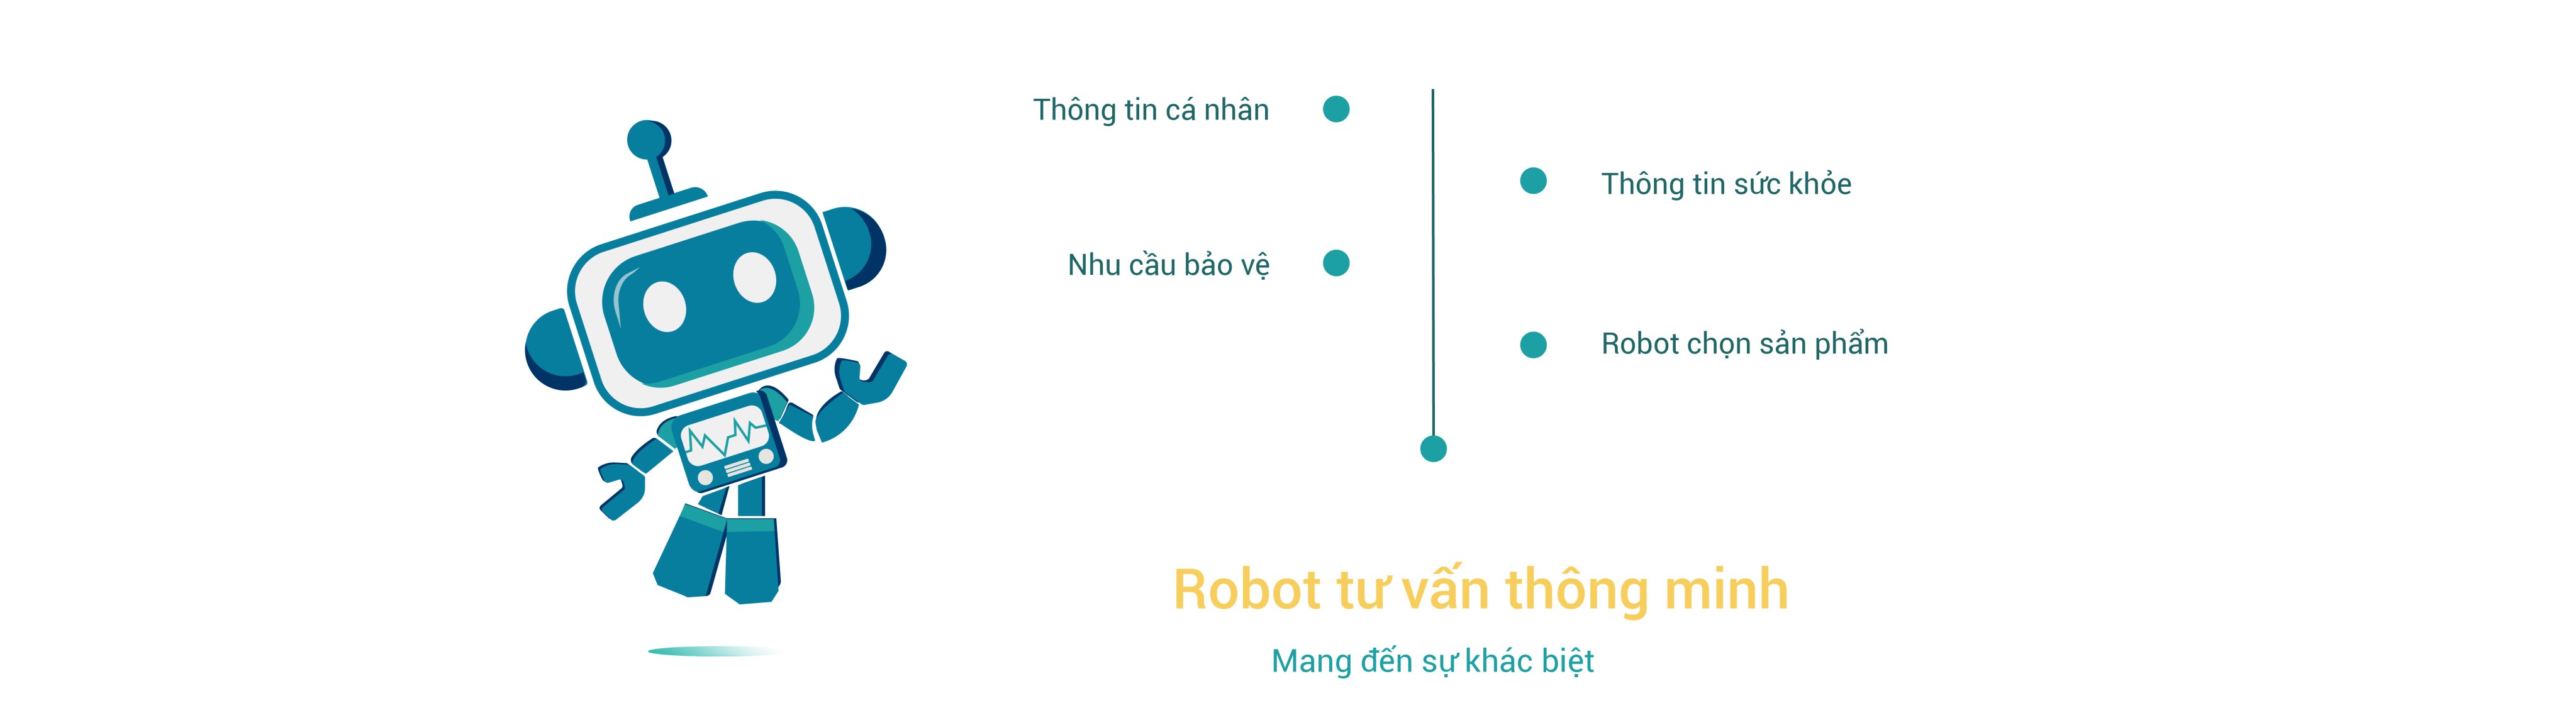 Thông tin cá nhân
Thông tin sức khỏe
Nhu cầu bảo vệ
Robot chọn sản phẩm
Robot tư vấn thông minh
Mang đến sự khác biệt